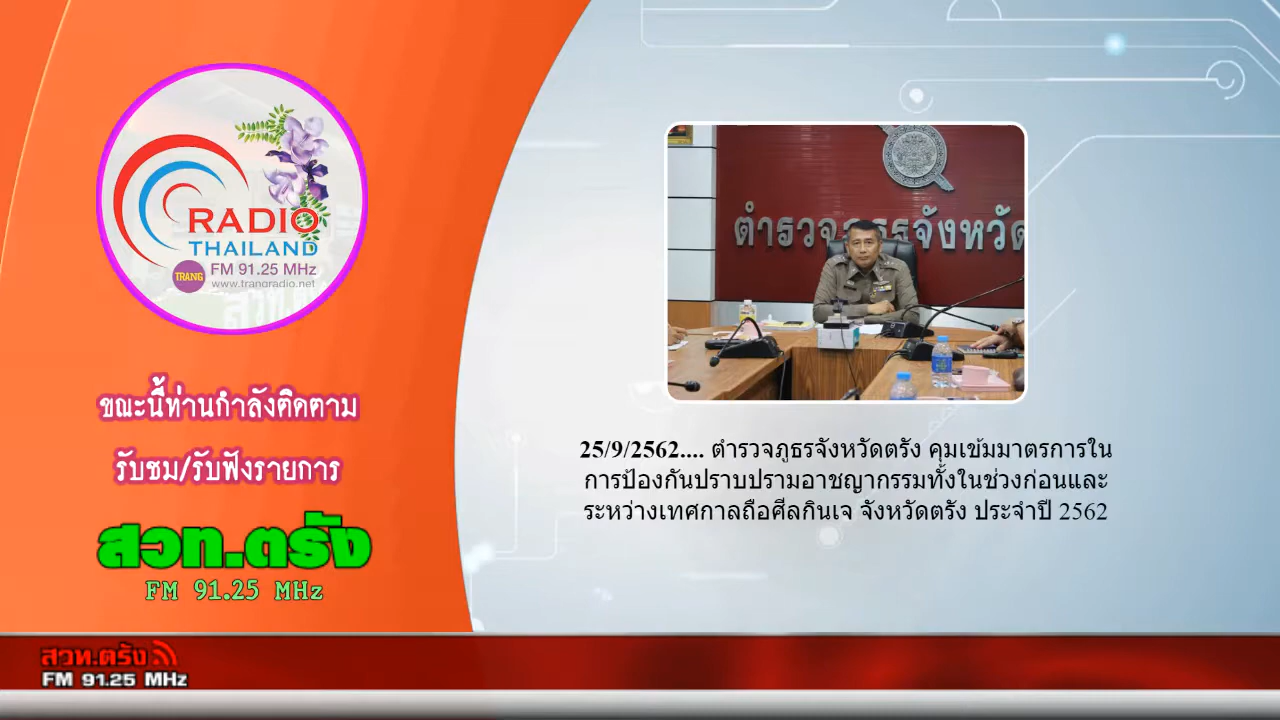 RADIO
THAILAND
TRANG
FM 91.25 MHz
www.trangradio.net
ขณะนี้ท่านกำลังติดตาม
รับชม/รับฟังรายการ
สวท.ตรัง
FM 91.25 MHz
ตำรวจภูธรจังหวัด
25/9/2562.... ตำรวจภูธรจังหวัดตรัง คุมเข้มมาตรการใน
การป้องกันปราบปรามอาชญากรรมทั้งในช่วงก่อนและ
ระหว่างเทศกาลถือศีลกินเจ จังหวัดตรัง ประจำปี 2562
สวท.ตรัง
FM 91.25 MHz